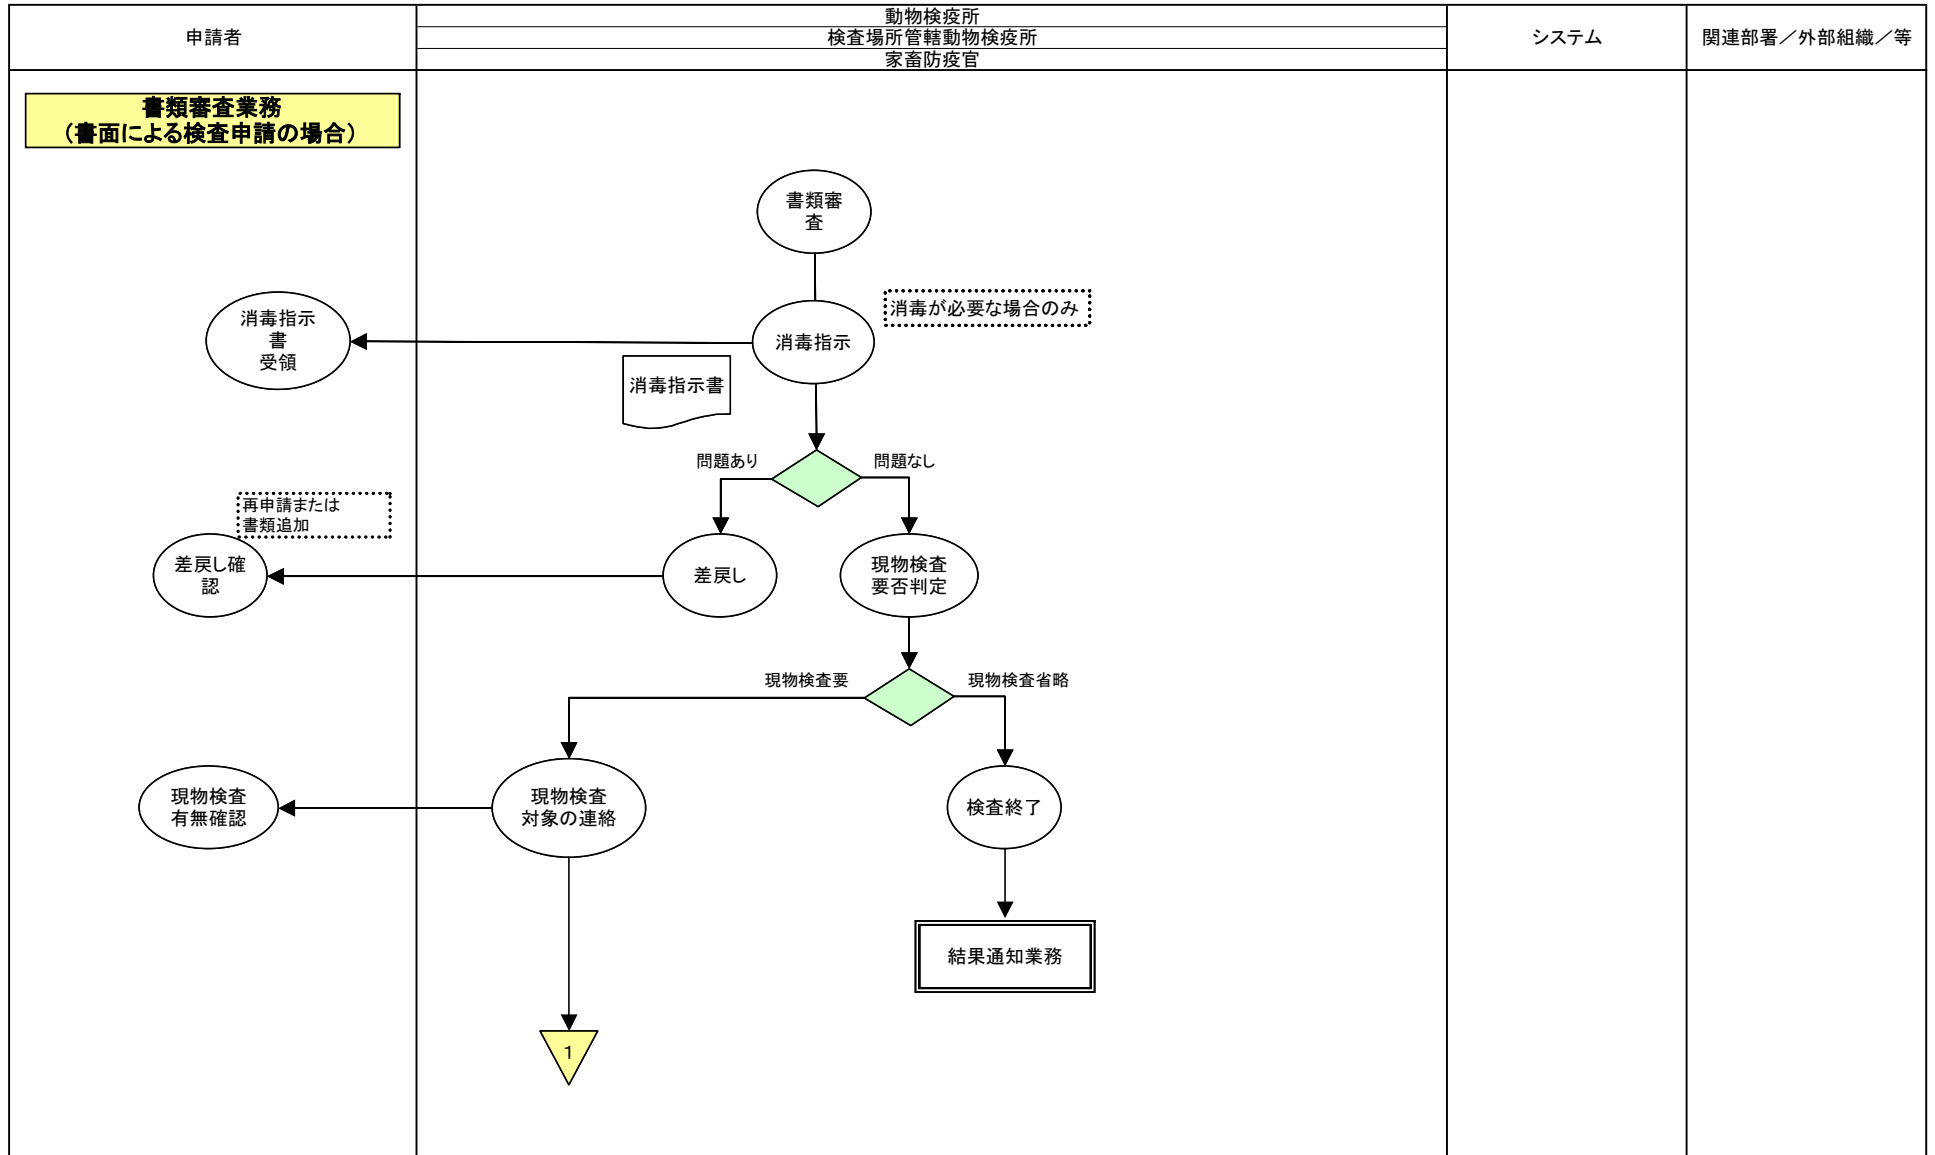 申請者
動物検疫所
検査場所管轄動物検疫所
家畜防疫官
システム
関連部署／外部組織／等
書類審査業務
（書面による検査申請の場合）
書類審
査
消毒が必要な場合のみ
消毒指示
書
受領
消毒指示
消毒指示書
問題あり
問題なし
再申請または
書類追加
差戻し確
認
差戻し
現物検査
要否判定
現物検査要
現物検査省略
現物検査
有無確認
現物検査
対象の連絡
検査終了
結果通知業務
1